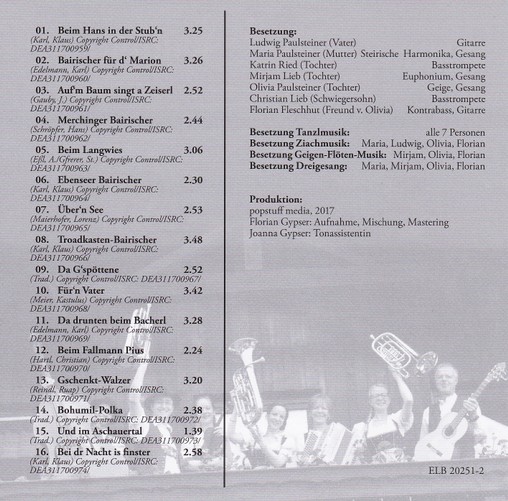 01. Beim Hans in der Stub'n 3.25
(Karl, Klaus) Copyright Control/ISRC:
DEA311700959/
02. Bairischer für d' Marion 3.26
(Edelmann, Karl) Copyright Control/ISRC:
DEA311700960/
03. Auf'm Baum singt a Zeiserl 2.52
(Gauby, J.) Copyright Control/ISRC:
DEA311700961/
04. Merchinger Bairischer 2.44
(Schröpfer, Hans) Copyright Control/ISRC:
DEA311700962/
05. Beim Langwies 3.06
(Eßl, A./Gfrerer, St.) Copyright Control/ISRC:
DEA311700963/
06. Ebenseer Bairischer 2.30
(Karl, Klaus) Copyright Control/ISRC:
DEA311700964/
07. Über'n See 2.53
(Maierhofer, Lorenz) Copyright Control/ISRC:
DEA311700965/
08. Troadkasten-Bairischer 3.48
(Karl, Klaus) Copyright Control/ISRC:
DEA311700966/
09. Da G'spöttene 2.52
(Trad.) Copyright Control/ISRC: DEA311700967/
10. Für'n Vater 3.42
(Meier, Kastulus) Copyright Control/ISRC:
DEA311700968/
11. Da drunten beim Bacherl 3.28
(Edelmann, Karl) Copyright Control/ISRC:
DEA311700969/
12. Beim Fallmann Pius 2.24
(Hartl, Christian) Copyright Control/ISRC:
DEA311700970/
13. Gschenkt-Walzer 3.20
(Reindl, Ruap) Copyright Control/ISRC:
DEA311700971/
14. Bohumil-Polka 2.38
(Trad.) Copyright Control/ISRC: DEA311700972/
15. Und im Aschauertal 1.39
(Trad.) Copyright Control/ISRC: DEA311700973/
16. Bei dr Nacht is finster 2.58
(Karl, Klaus) Copyright Control/ISRC:
DEA311700974/
Besetzung:
Ludwig Paulsteiner (Vater) Gitarre
Maria Paulsteiner (Mutter) Steirische Harmonika, Gesang
Katrin Ried (Tochter) Basstrompete
Mirjam Lieb (Tochter) Euphonium, Gesang
Olivia Paulsteiner (Tochter) Geige, Gesang
Christian Lieb (Schwiegersohn) Basstrompete
Florian Fleschhut (Freund v. Olivia) Kontrabass, Gitarre
Besetzung Tanzlmusik: alle 7 Personen
Besetzung Ziachmusik: Maria, Ludwig, Olivia, Florian
Besetzung Geigen-Flöten-Musik: Mirjam, Olivia, Florian
Besetzung Dreigesang: Maria, Mirjam, Olivia, Florian
Produktion:
popstuff media, 2017
Florian Gypser: Aufnahme, Mischung, Mastering
Joanna Gypser: Tonassistentin
ELB 20251-2